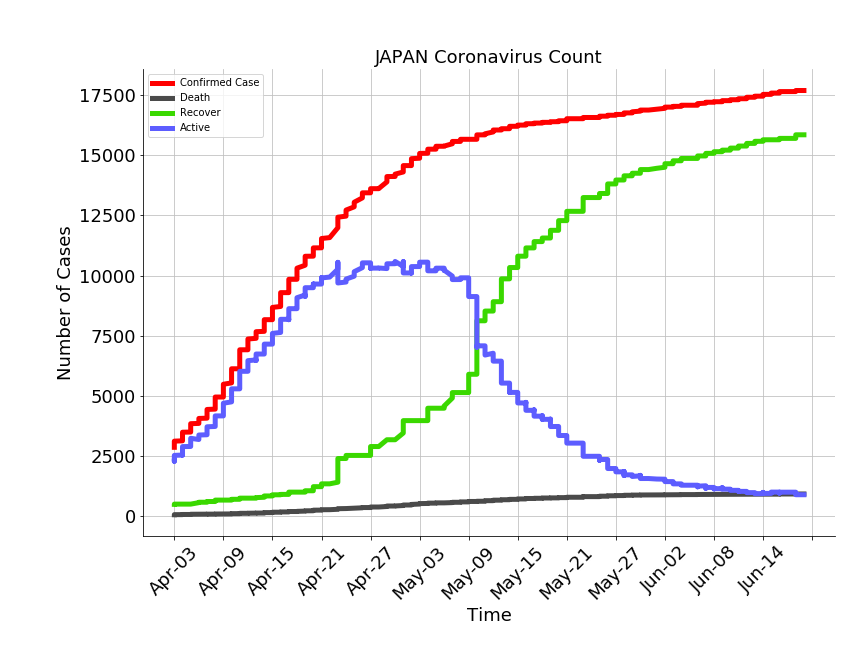 JAPAN Coronavirus Count
Confirmed Case
Death
Recover
Active
Number of Cases
17500
15000
12500
10000
7500
5000
2500
0
Apr-03
Apr-09
Apr-15
Apr-21
Apr-27
May-03
May-09
May-15
May-21
May-27
Jun-02
Jun-08
Jun-14
Time